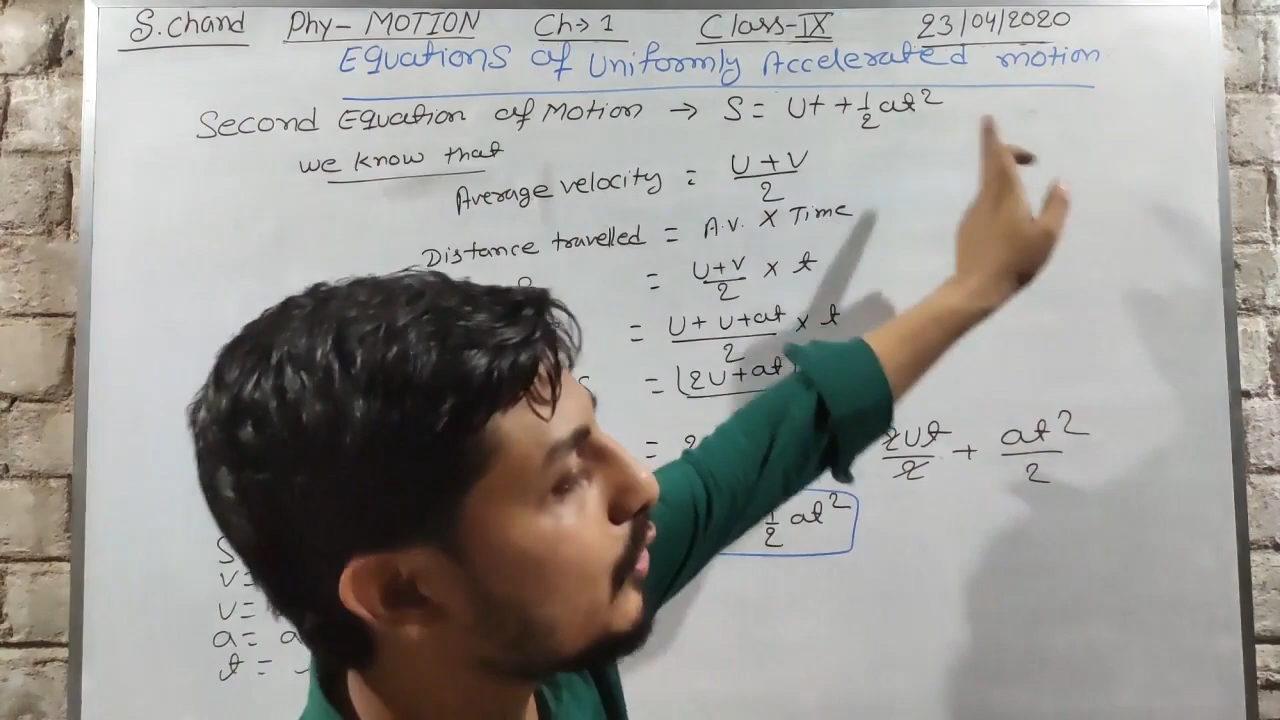 S.Chand Phy- MOTION Ch→1 Class-IX 23/04/2020
Equations of Uniformly Accelerated motion
Second Equation of Motion → S = Ut + 1/2 at²
we know that
Average velocity = U+V/2
Distance travelled = A.V. X Time
= U+V/2 x t
= U+U+at/2 x t
S = (2U+at)
= 2 2Ut/2 + at²/2
1/2 at²
S
V=
U=
a= a
t =